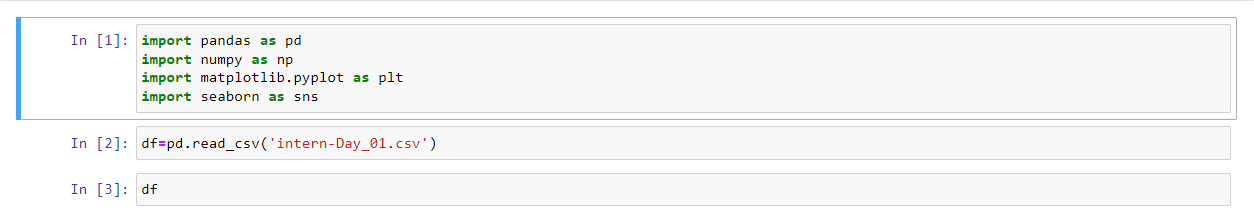 In [1]: import pandas as pd
import numpy as np
import matplotlib.pyplot as plt
import seaborn as sns
In [2]: df=pd.read_csv('intern-Day_01.csv')
In [3]: df